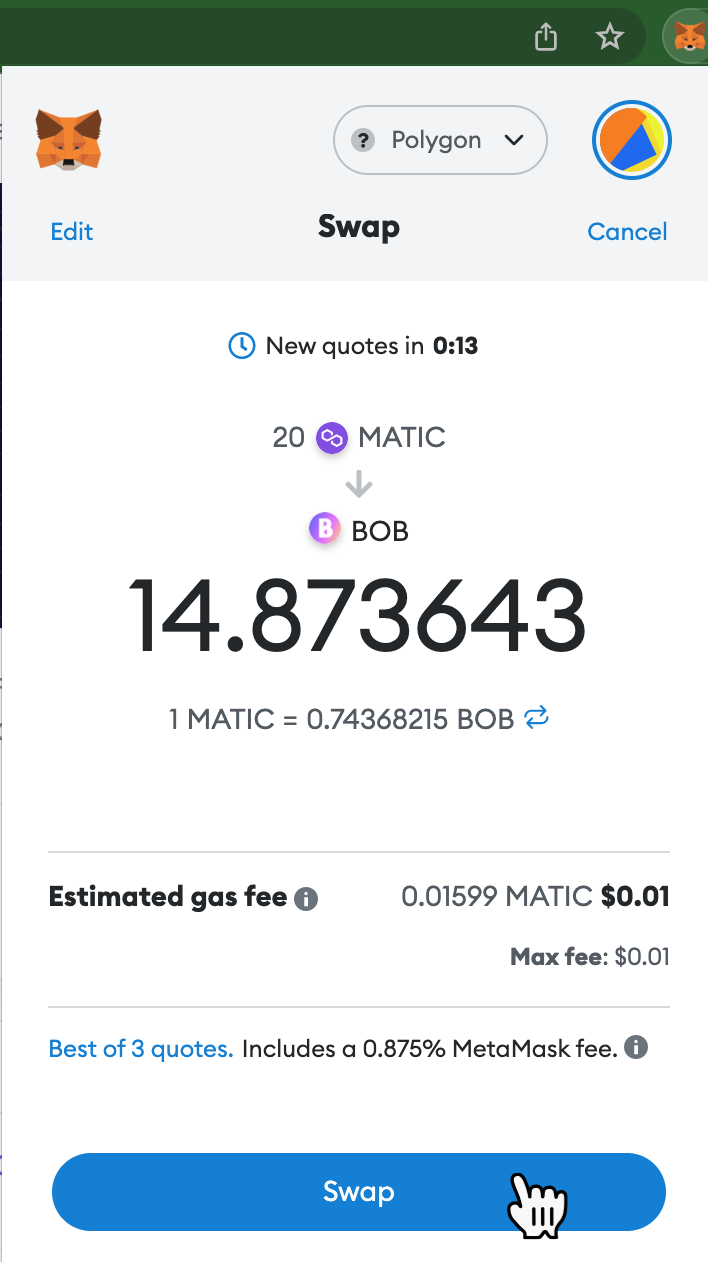 ? Polygon
Edit Swap Cancel
New quotes in 0:13
20 MATIC
B BOB
14.873643
1 MATIC = 0.74368215 BOB
Estimated gas fee i 0.01599 MATIC $0.01
Max fee: $0.01
Best of 3 quotes. Includes a 0.875% MetaMask fee. i
Swap